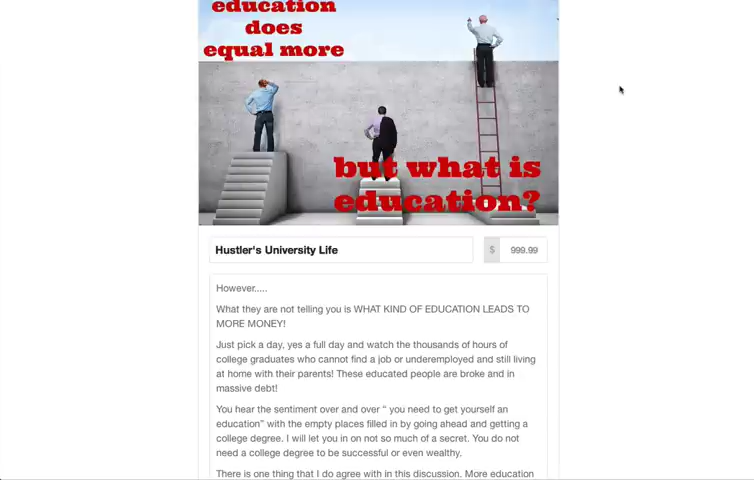 education
does
equal more
but what is
education?
Hustler's University Life
$ 999.99
However.....
What they are not telling you is WHAT KIND OF EDUCATION LEADS TO
MORE MONEY!
Just pick a day, yes a full day and watch the thousands of hours of
college graduates who cannot find a job or underemployed and still living
at home with their parents! These educated people are broke and in
massive debt!
You hear the sentiment over and over “ you need to get yourself an
education” with the empty places filled in by going ahead and getting a
college degree. I will let you in on not so much of a secret. You do not
need a college degree to be successful or even wealthy.
There is one thing that I do agree with in this discussion. More education